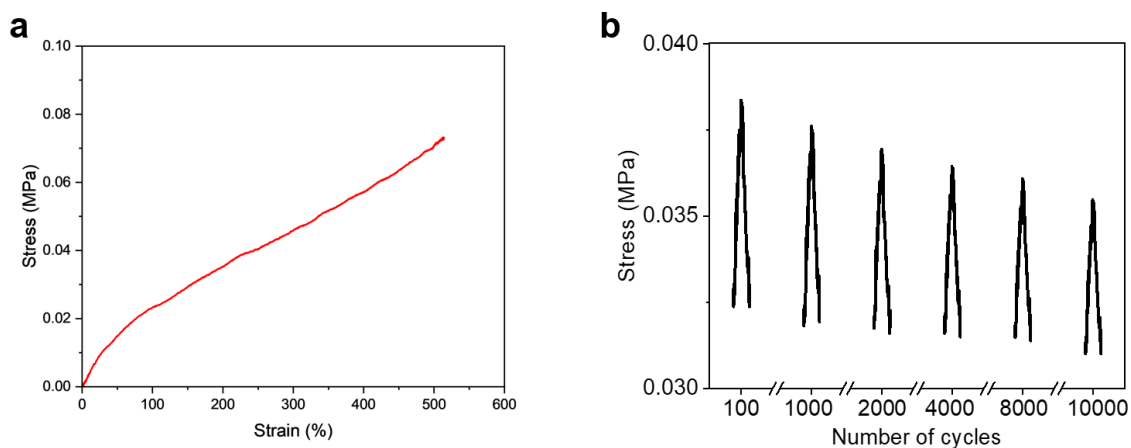 a
0.10
0.08
0.06
0.04
0.02
0.00
Stress (MPa)
0 100 200 300 400 500 600
Strain (%)
b
0.040
0.035
0.030
Stress (MPa)
100 1000 2000 4000 8000 10000
Number of cycles